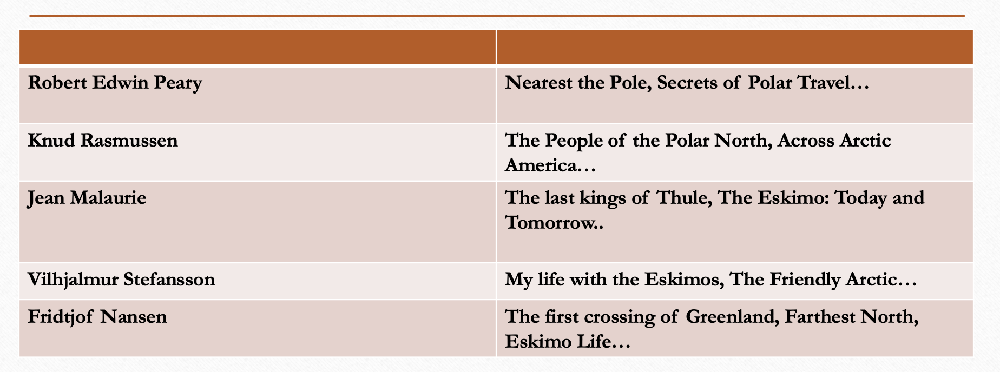 Robert Edwin Peary
Nearest the Pole, Secrets of Polar Travel…
Knud Rasmussen
The People of the Polar North, Across Arctic
America…
Jean Malaurie
The last kings of Thule, The Eskimo: Today and
Tomorrow..
Vilhjalmur Stefansson
My life with the Eskimos, The Friendly Arctic…
Fridtjof Nansen
The first crossing of Greenland, Farthest North,
Eskimo Life…